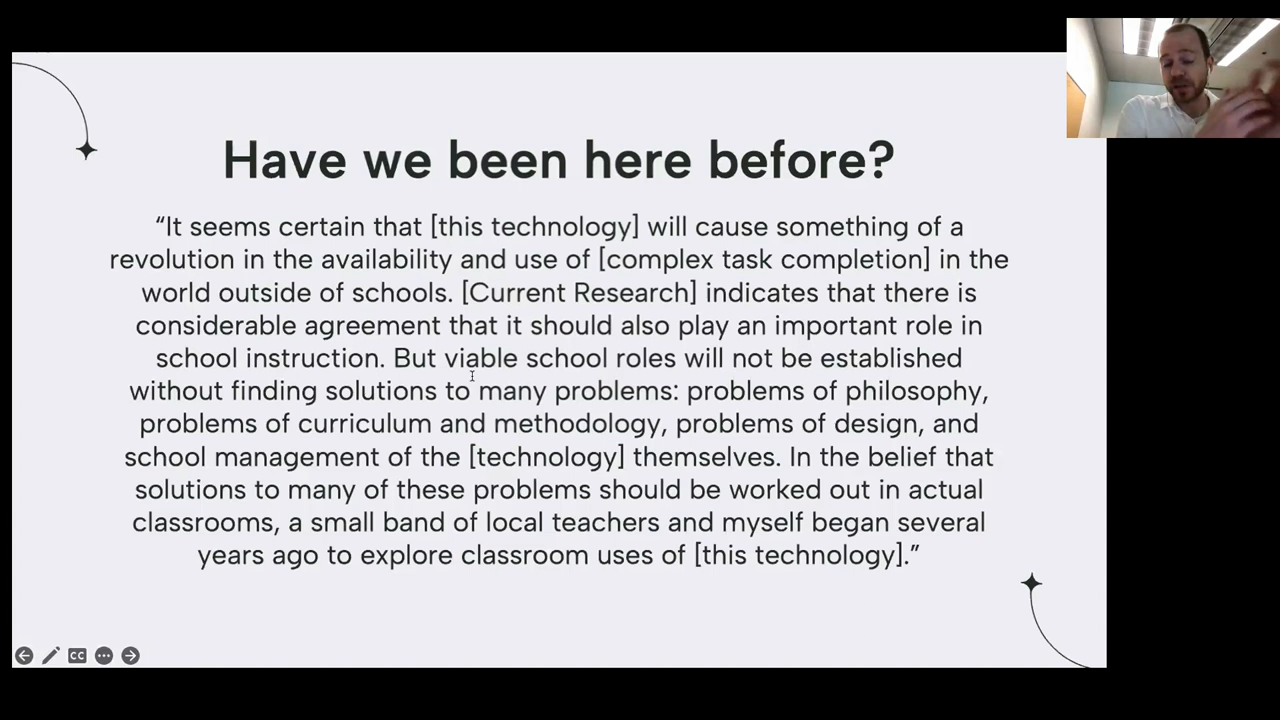 Have we been here before?
“It seems certain that [this technology] will cause something of a
revolution in the availability and use of [complex task completion] in the
world outside of schools. [Current Research] indicates that there is
considerable agreement that it should also play an important role in
school instruction. But viable school roles will not be established
without finding solutions to many problems: problems of philosophy,
problems of curriculum and methodology, problems of design, and
school management of the [technology] themselves. In the belief that
solutions to many of these problems should be worked out in actual
classrooms, a small band of local teachers and myself began several
years ago to explore classroom uses of [this technology].”
CC